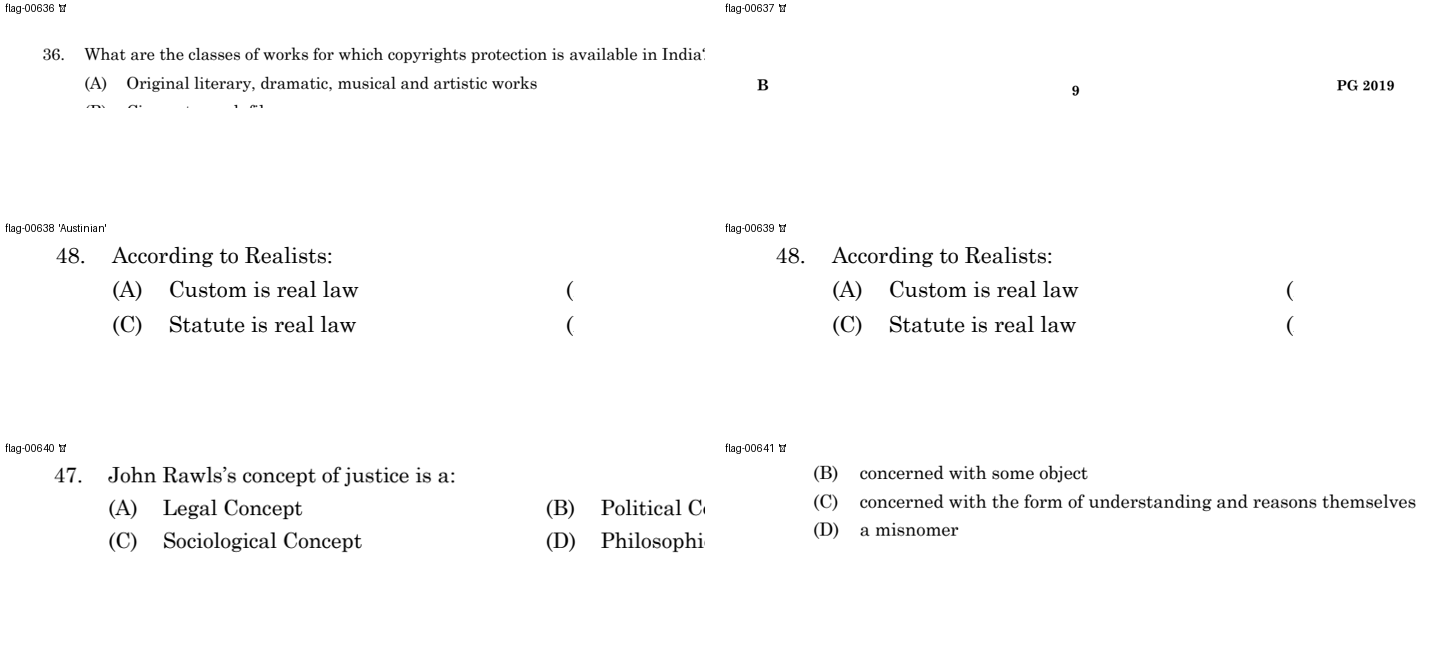 flag-00636
flag-00637
36. What are the classes of works for which copyrights protection is available in India
(A) Original literary, dramatic, musical and artistic works
B 9 PG 2019
flag-00638 'Austinian'
flag-00639
48. According to Realists:
(A) Custom is real law (
(C) Statute is real law (
48. According to Realists:
(A) Custom is real law (
(C) Statute is real law (
flag-00640
flag-00641
47. John Rawls's concept of justice is a:
(A) Legal Concept (B) Political
(C) Sociological Concept (D)
(B) concerned with some object
(C) concerned with the form of understanding and reasons themselves
(D) a misnomer